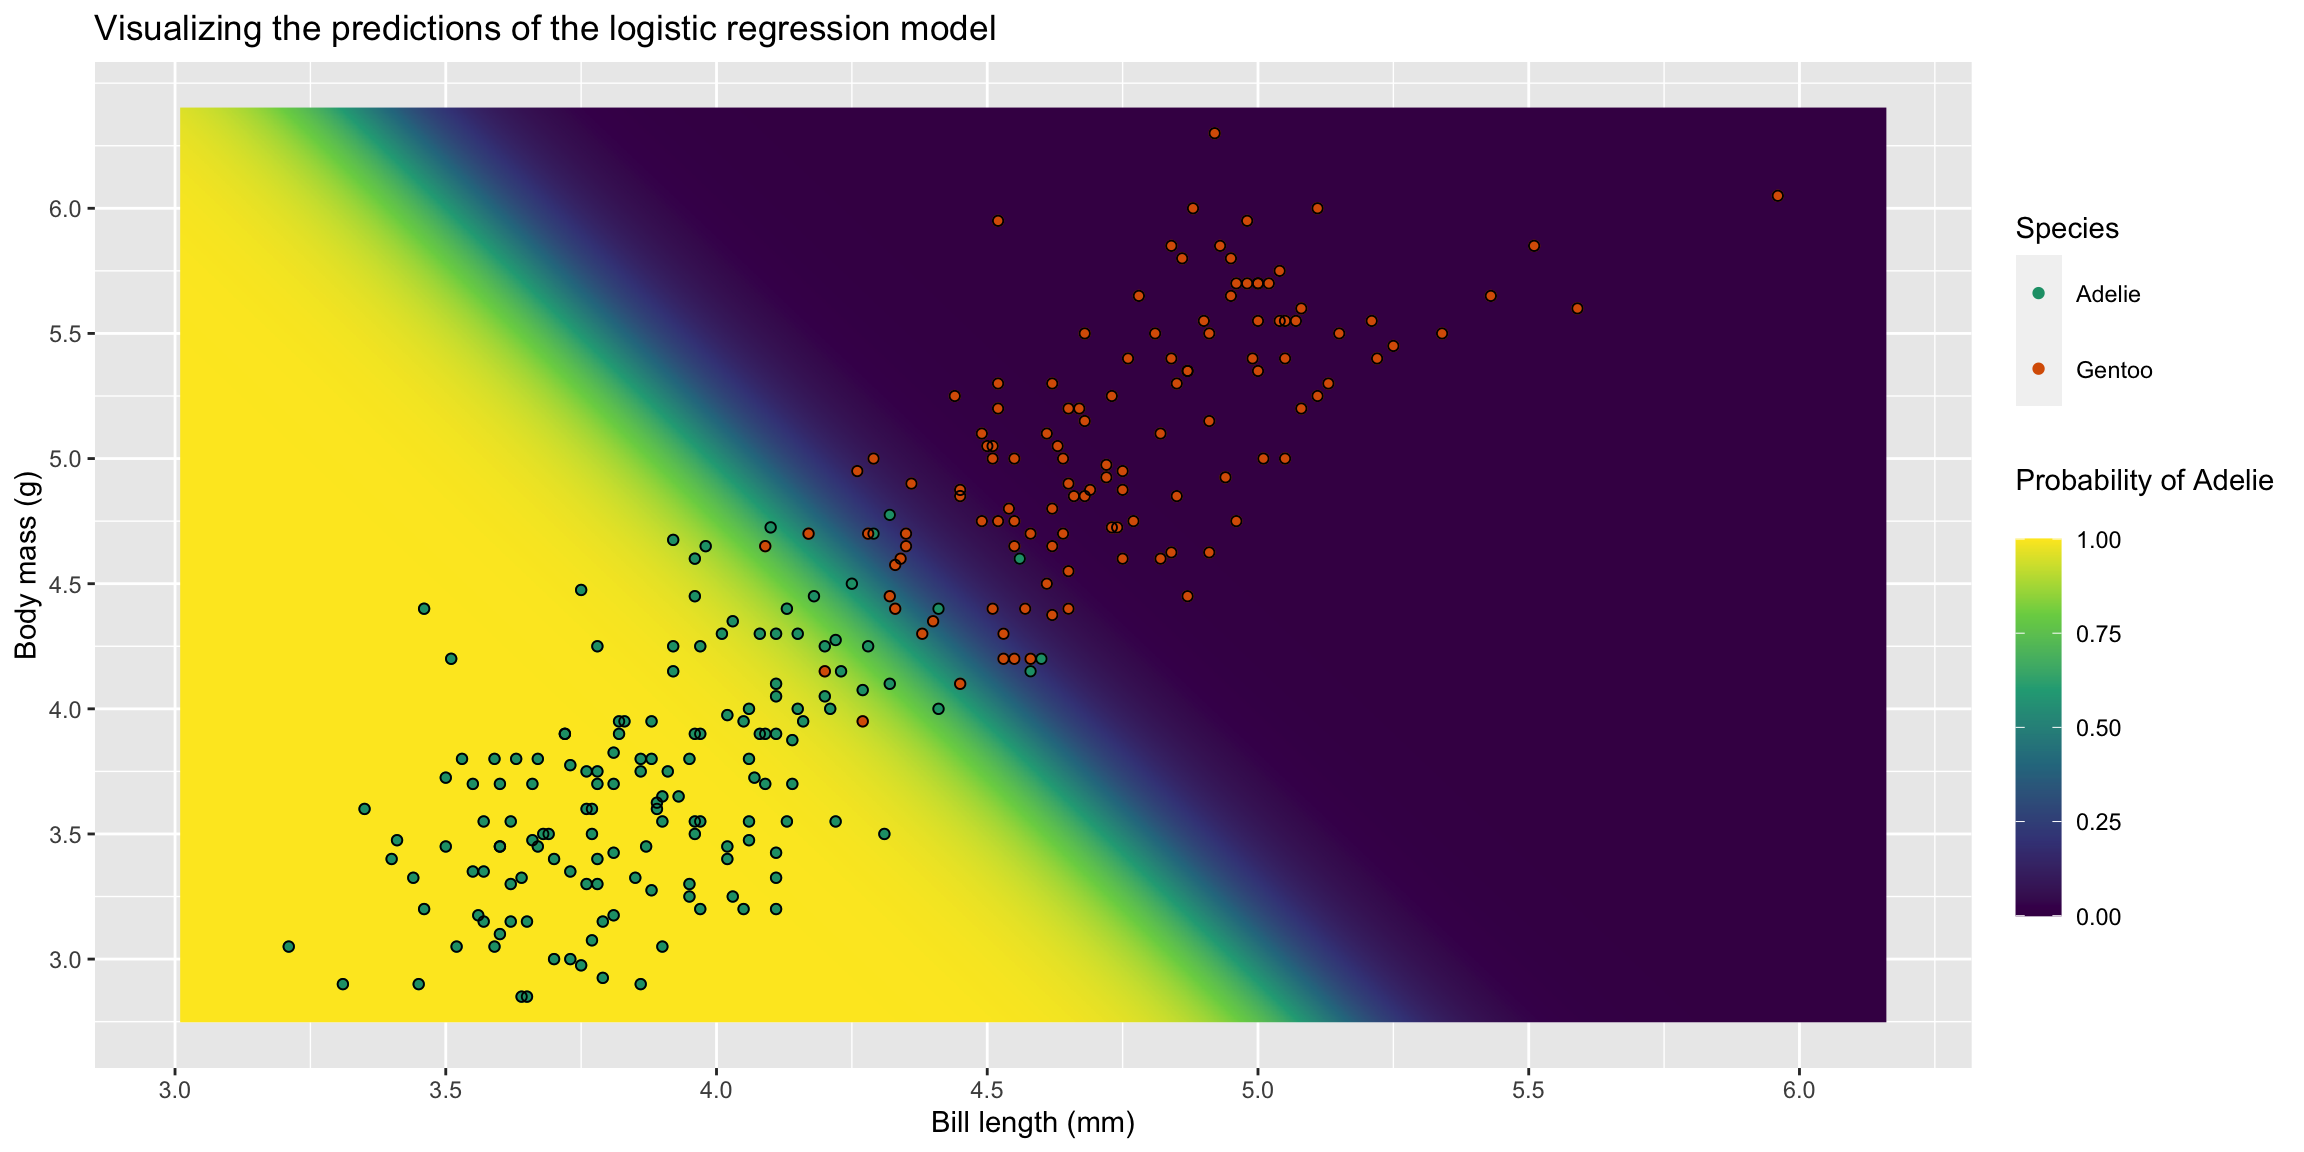 Visualizing the predictions of the logistic regression model
Body mass (g)
6.0
5.5
5.0
4.5
4.0
3.5
3.0
3.0
3.5
4.0
4.5
5.0
5.5
6.0
Bill length (mm)
Species
Adelie
Gentoo
Probability of Adelie
1.00
0.75
0.50
0.25
0.00